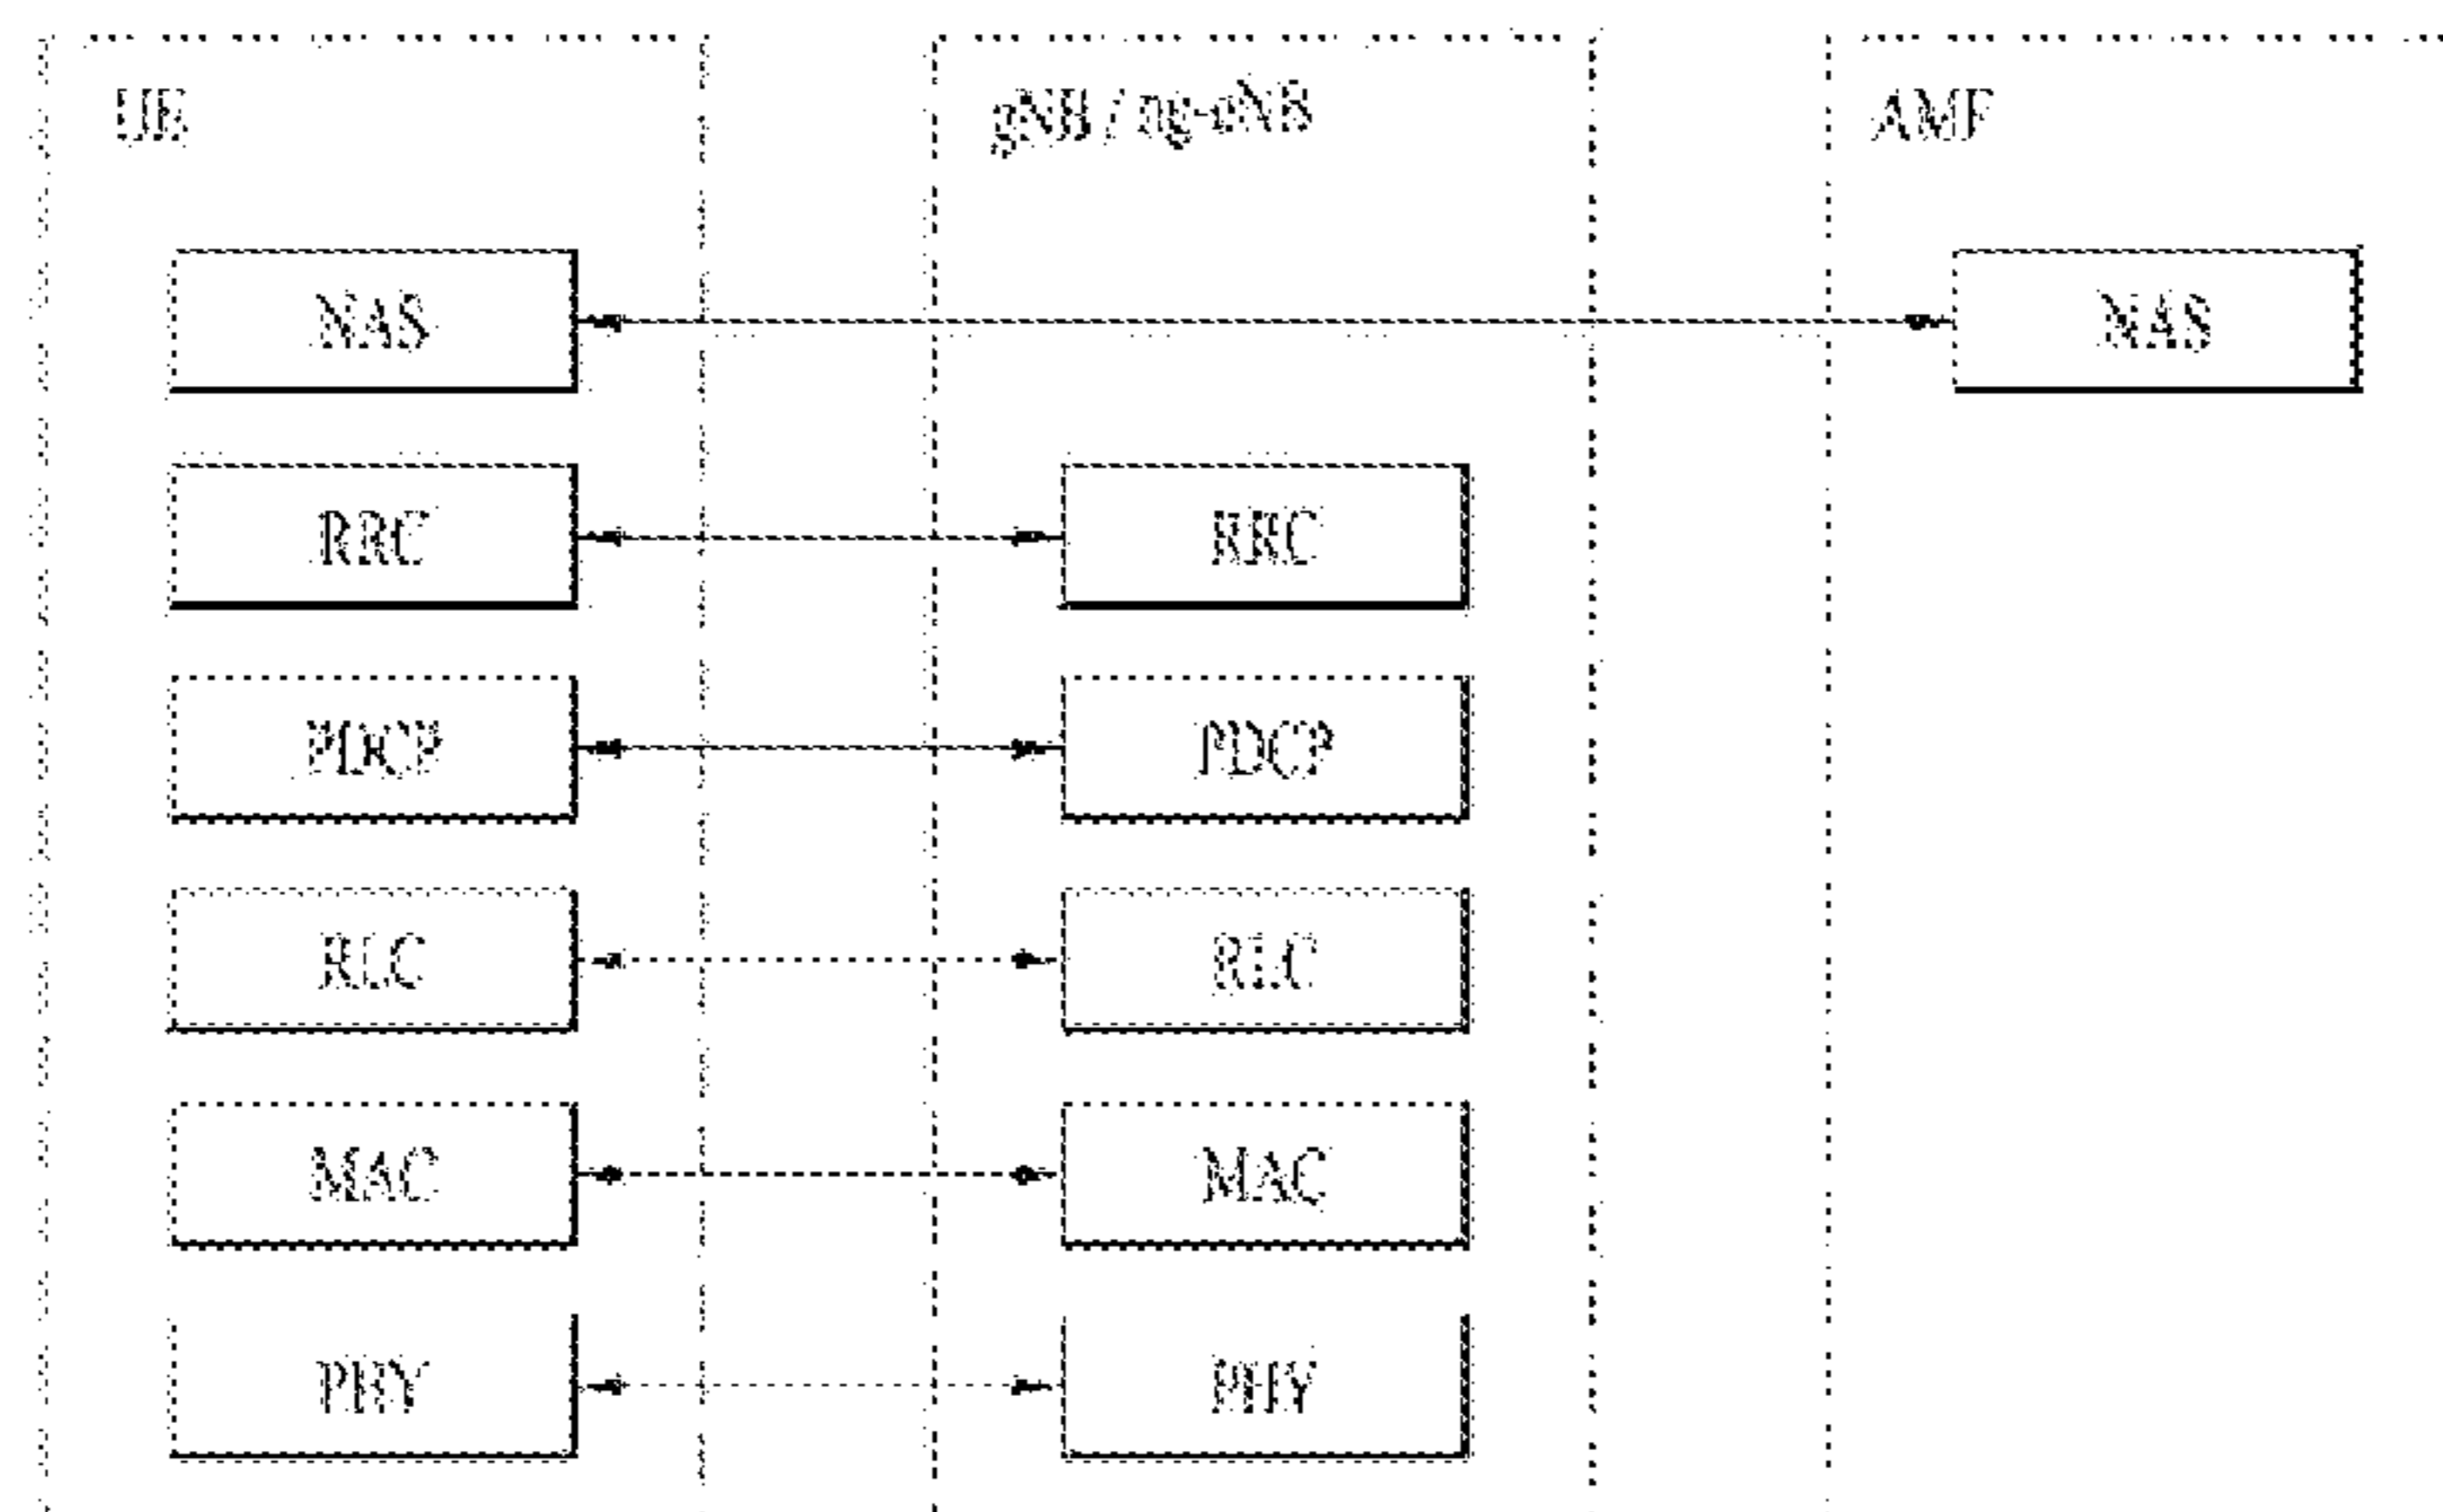 UE
gNB / ng-eNB
AMF
NAS
NAS
RRC
RRC
PDCP
PDCP
RLC
RLC
MAC
MAC
PHY
PHY